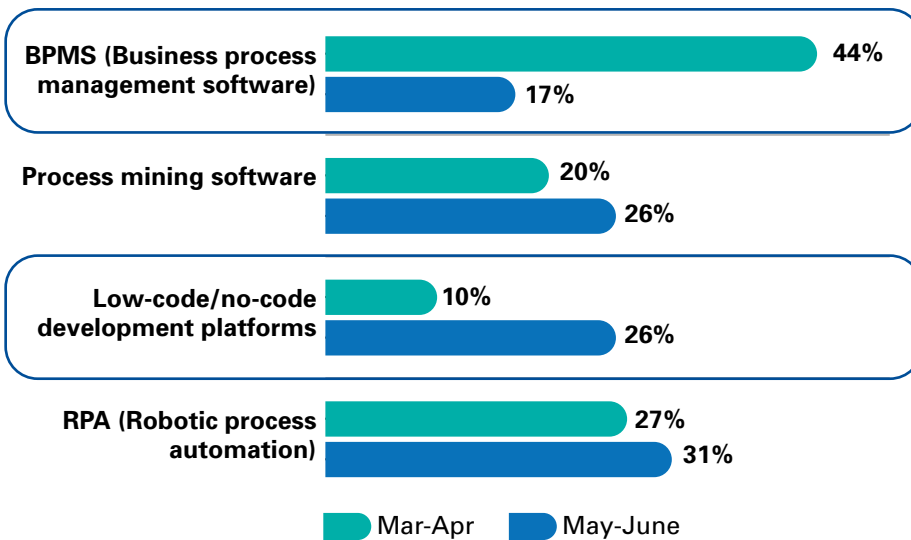 BPMS (Business process
management software)
44%
17%
Process mining software
20%
26%
Low-code/no-code
development platforms
10%
26%
RPA (Robotic process
automation)
27%
31%
Mar-Apr
May-June